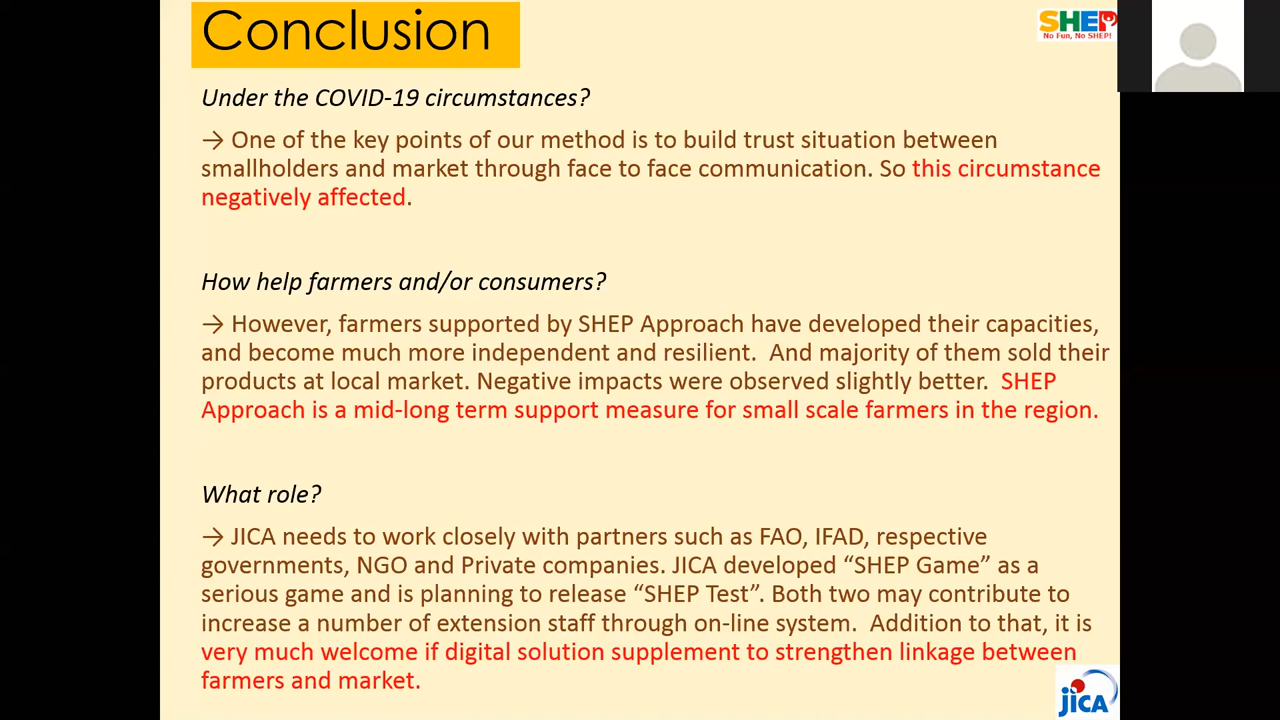 Conclusion
SHEP
No Fun, No SHEP!
Under the COVID-19 circumstances?
→ One of the key points of our method is to build trust situation between
smallholders and market through face to face communication. So this circumstance
negatively affected.
How help farmers and/or consumers?
→ However, farmers supported by SHEP Approach have developed their capacities,
and become much more independent and resilient.  And majority of them sold their
products at local market. Negative impacts were observed slightly better.  SHEP
Approach is a mid-long term support measure for small scale farmers in the region.
What role?
→ JICA needs to work closely with partners such as FAO, IFAD, respective
governments, NGO and Private companies. JICA developed “SHEP Game” as a
serious game and is planning to release “SHEP Test”. Both two may contribute to
increase a number of extension staff through on-line system.  Addition to that, it is
very much welcome if digital solution supplement to strengthen linkage between
farmers and market.
jICA